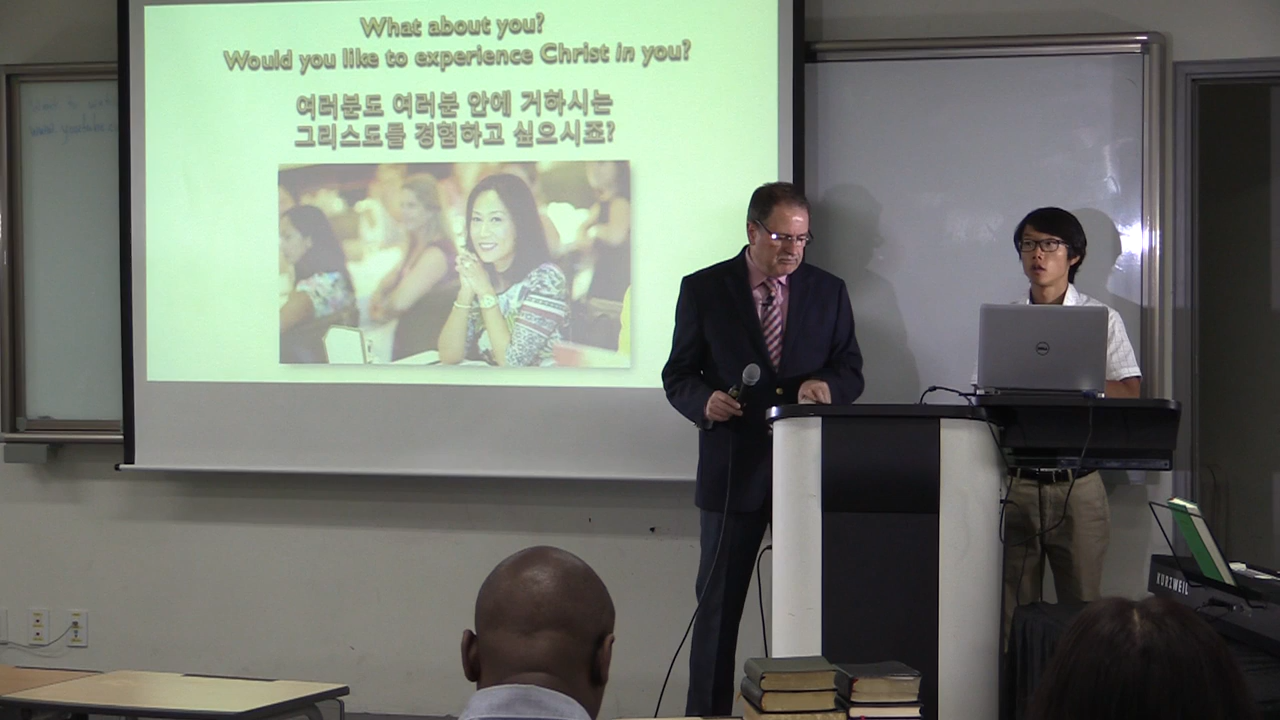 What about you?
Would you like to experience Christ in you?
여러분도 여러분 안에 거하시는
그리스도를 경험하고 싶으시죠?
DELL
KURZWEIL